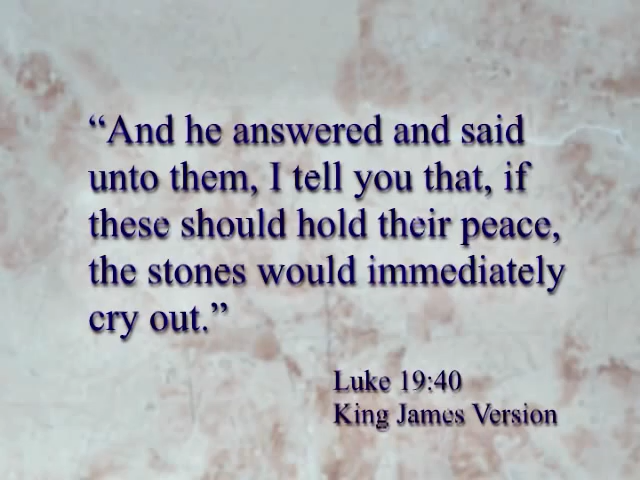 “And he answered and said
unto them, I tell you that, if
these should hold their peace,
the stones would immediately
cry out.”
Luke 19:40
King James Version